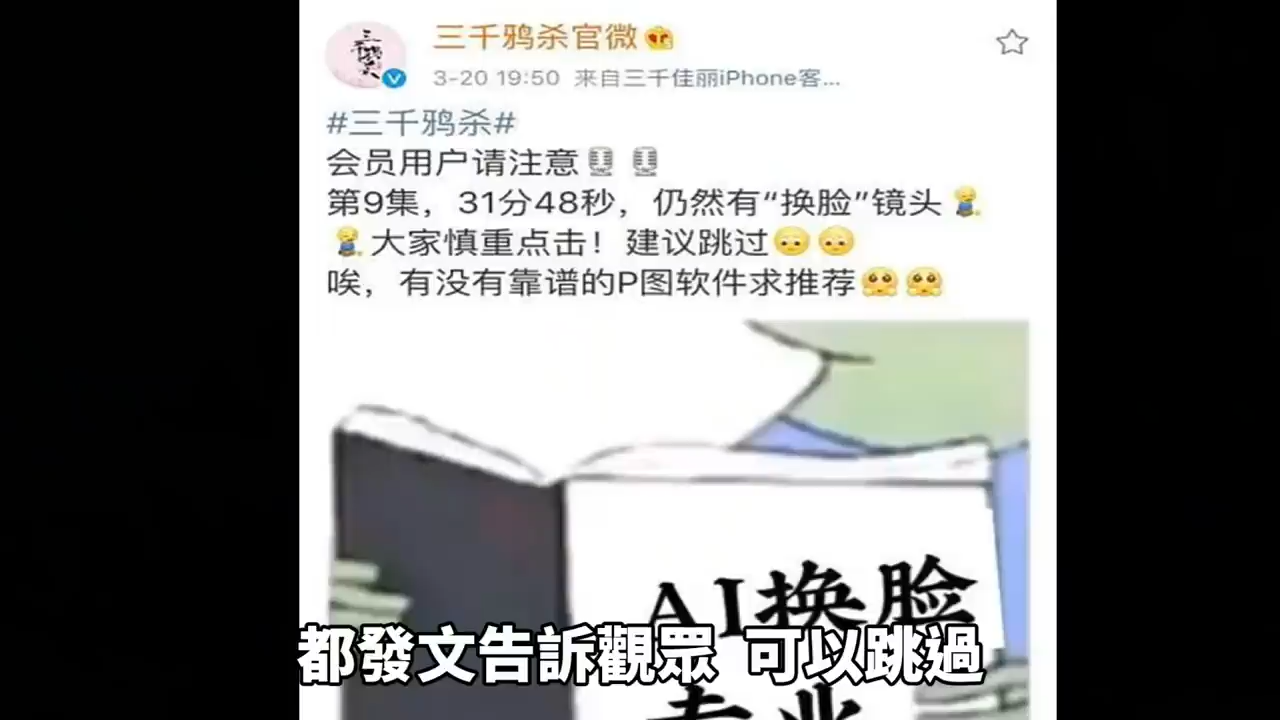 三千鸦杀官微
3-20 19:50 来自三千佳丽iPhone客...
#三千鸦杀#
会员用户请注意
第9集，31分48秒，仍然有“换脸”镜头
大家慎重点击！建议跳过
唉，有没有靠谱的P图软件求推荐
AI换脸
都發文告訴觀眾 可以跳過